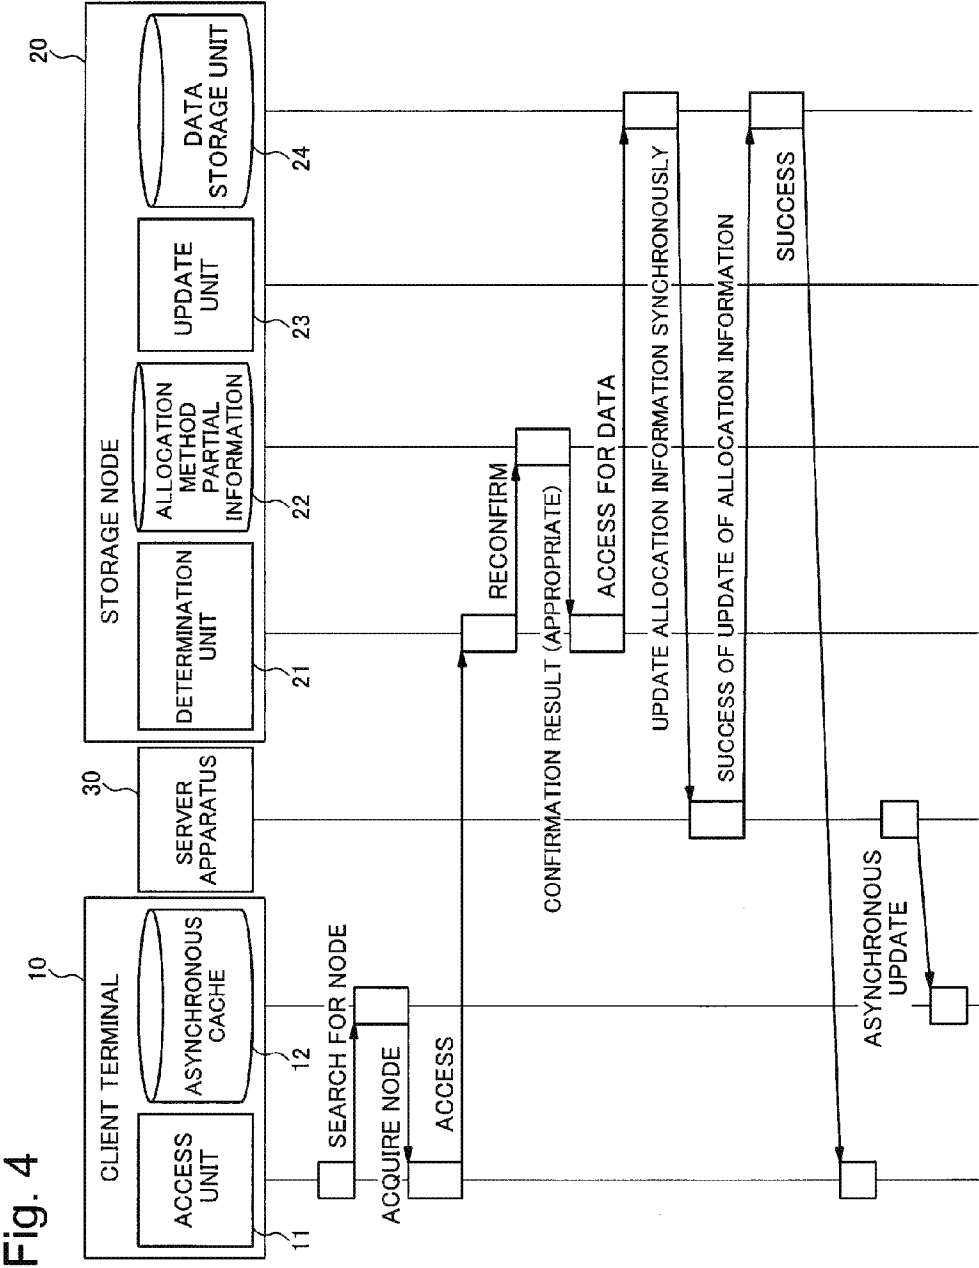 Fig. 4
10
20
CLIENT TERMINAL
30
STORAGE NODE
ACCESS
UNIT
ASYNCHRONOUS
CACHE
SERVER
APPARATUS
DETERMINATION
UNIT
ALLOCATION
METHOD
PARTIAL
INFORMATION
UPDATE
UNIT
DATA
STORAGE UNIT
11
12
21
22
23
24
SEARCH FOR NODE
ACQUIRE NODE
ACCESS
RECONFIRM
CONFIRMATION RESULT (APPROPRIATE)
ACCESS FOR DATA
UPDATE ALLOCATION INFORMATION SYNCHRONOUSLY
SUCCESS OF UPDATE OF ALLOCATION INFORMATION
SUCCESS
ASYNCHRONOUS
UPDATE